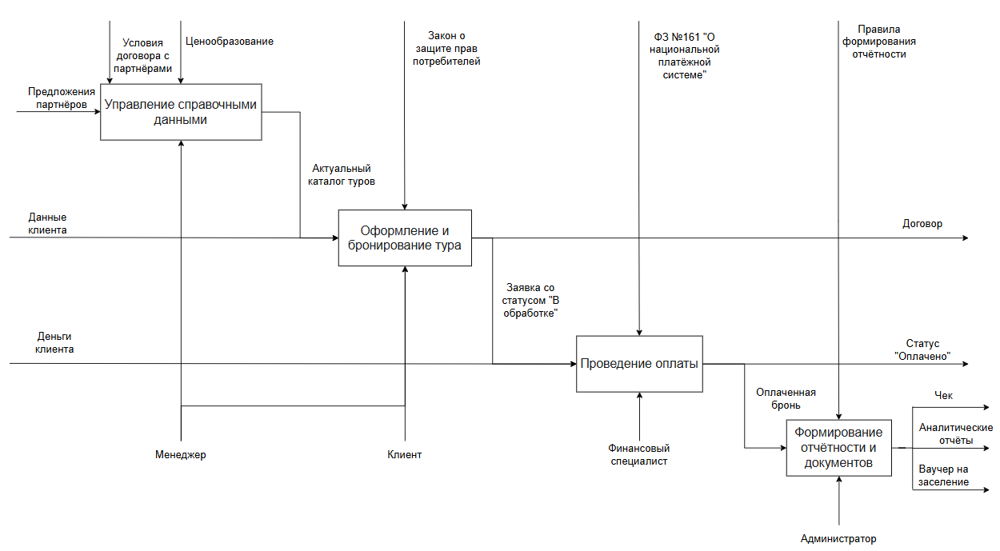 Условия
договора с
партнёрами
Ценообразование
Закон о
защите прав
потребителей
ФЗ №161 "О
национальной
платёжной
системе"
Правила
формирования
отчётности
Предложения
партнёров
Управление справочными
данными
Актуальный
каталог туров
Данные
клиента
Оформление и
бронирование тура
Договор
Заявка со
статусом "В
обработке"
Деньги
клиента
Проведение оплаты
Статус
"Оплачено"
Оплаченная
бронь
Чек
Формирование
отчётности и
документов
Аналитические
отчёты
Ваучер на
заселение
Менеджер
Клиент
Финансовый
специалист
Администратор